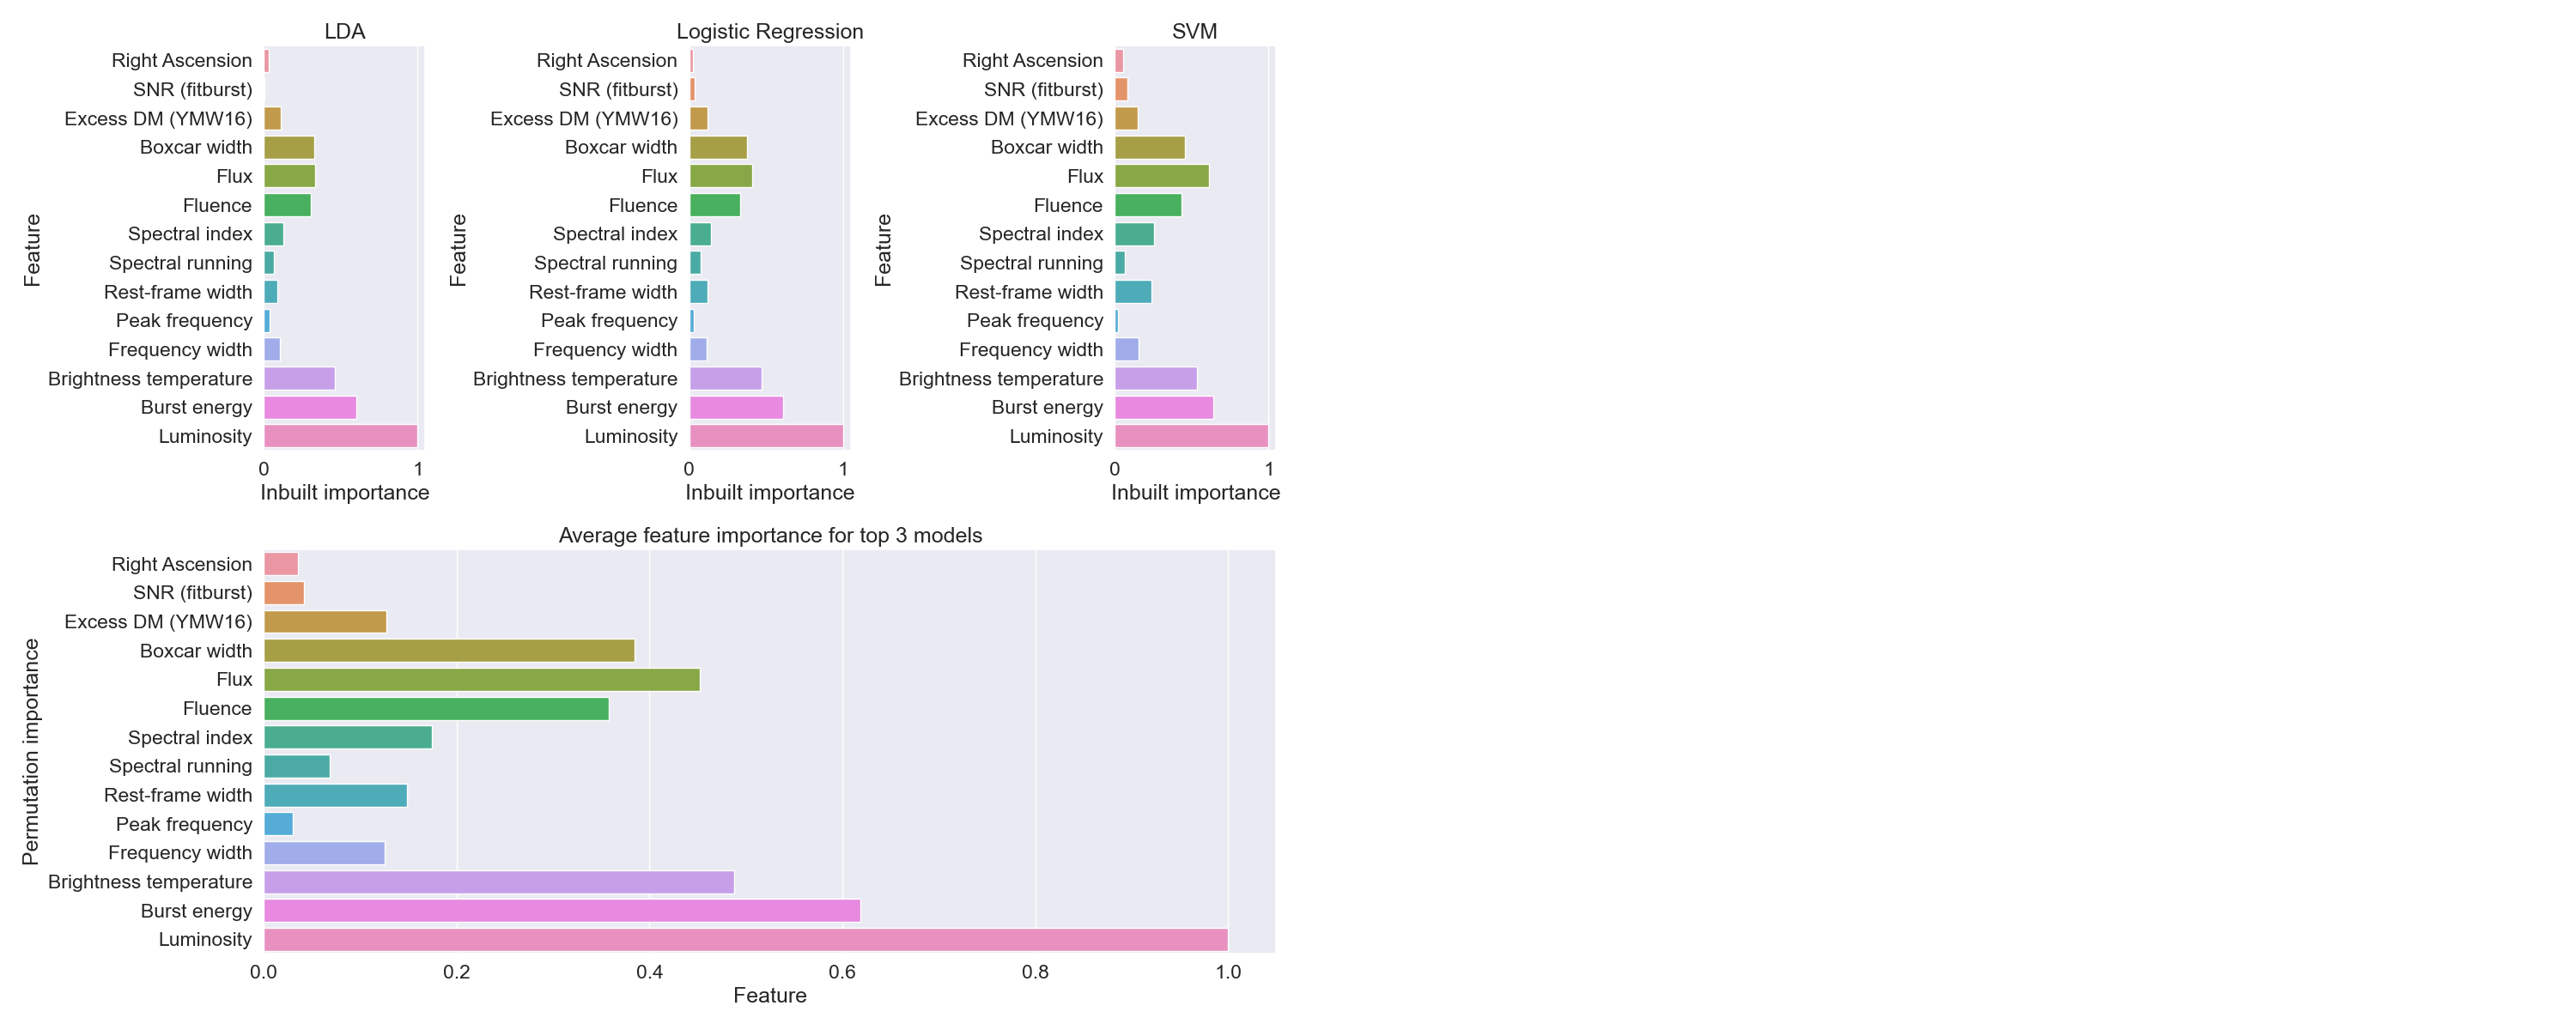 LDA
Right Ascension
SNR (fitburst)
Excess DM (YMW16)
Boxcar width
Flux
Fluence
Spectral index
Spectral running
Rest-frame width
Peak frequency
Frequency width
Brightness temperature
Burst energy
Luminosity
Feature
0 1
Inbuilt importance
Logistic Regression
Right Ascension
SNR (fitburst)
Excess DM (YMW16)
Boxcar width
Flux
Fluence
Spectral index
Spectral running
Rest-frame width
Peak frequency
Frequency width
Brightness temperature
Burst energy
Luminosity
Feature
0 1
Inbuilt importance
SVM
Right Ascension
SNR (fitburst)
Excess DM (YMW16)
Boxcar width
Flux
Fluence
Spectral index
Spectral running
Rest-frame width
Peak frequency
Frequency width
Brightness temperature
Burst energy
Luminosity
Feature
0 1
Inbuilt importance
Average feature importance for top 3 models
Right Ascension
SNR (fitburst)
Excess DM (YMW16)
Boxcar width
Flux
Fluence
Spectral index
Spectral running
Rest-frame width
Peak frequency
Frequency width
Brightness temperature
Burst energy
Luminosity
Permutation importance
0.0 0.2 0.4 0.6 0.8 1.0
Feature